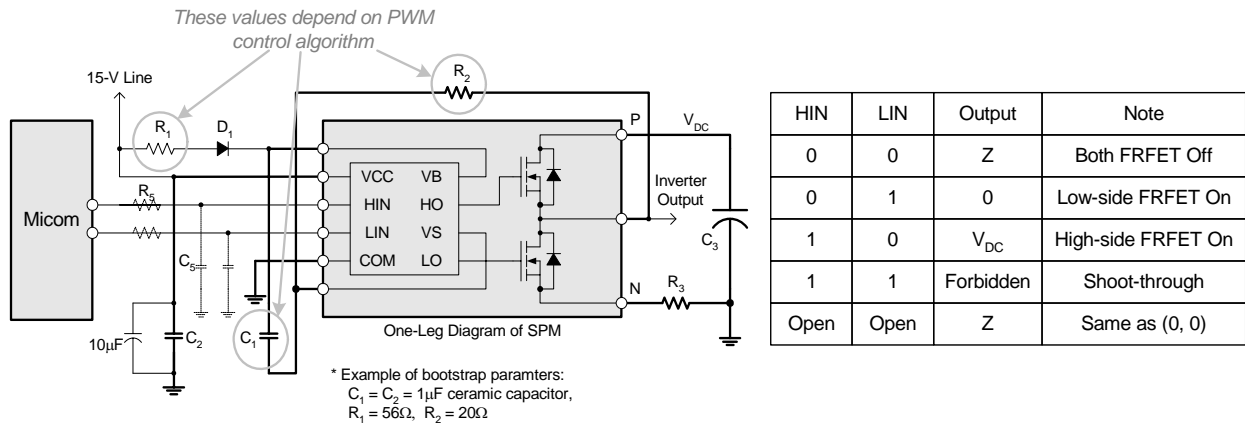 These values depend on PWM
control algorithm
15-V Line
R2
R1
D1
P
VDC
VCC VB
R5
Micom
HIN HO
LIN VS
COM LO
Inverter
Output
C3
C5
N
R3
10μF
C2
C1
One-Leg Diagram of SPM
* Example of bootstrap paramters:
C1 = C2 = 1μF ceramic capacitor,
R1 = 56Ω, R2 = 20Ω
HIN LIN Output Note
0 0 Z Both FRFET Off
0 1 0 Low-side FRFET On
1 0 VDC High-side FRFET On
1 1 Forbidden Shoot-through
Open Open Z Same as (0, 0)